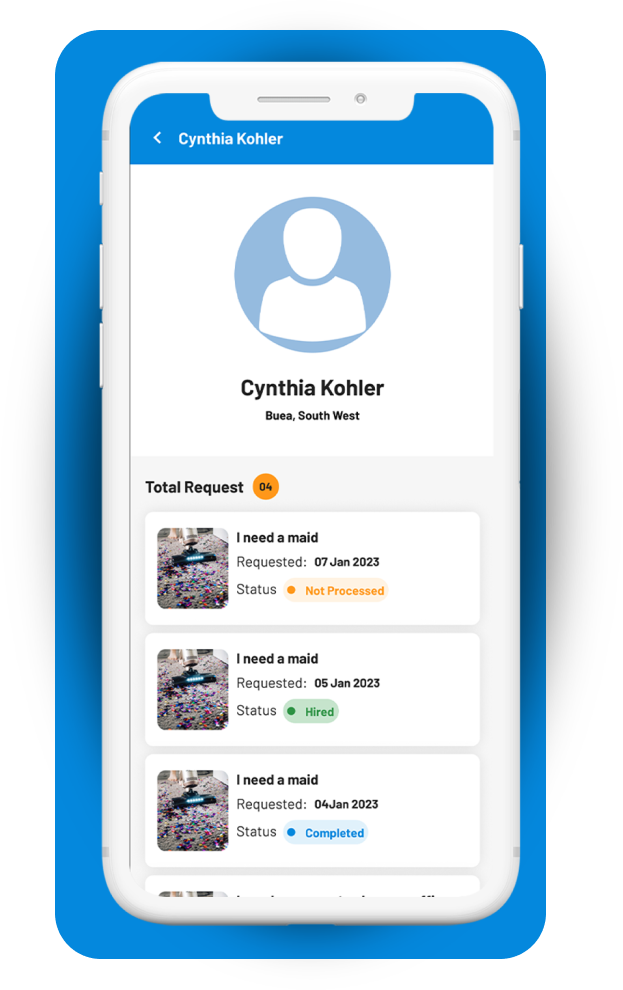 Cynthia Kohler
Cynthia Kohler
Buea, South West
Total Request 04
I need a maid
Requested: 07 Jan 2023
Status Not Processed
I need a maid
Requested: 05 Jan 2023
Status Hired
I need a maid
Requested: 04Jan 2023
Status Completed